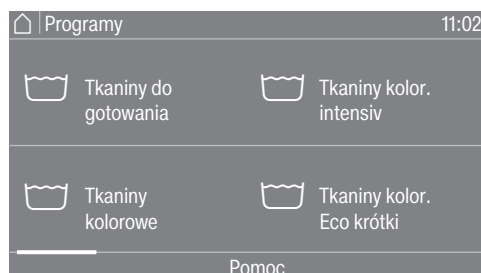 Programy 11:02
Tkaniny do
gotowania
Tkaniny kolor.
intensiv
Tkaniny
kolorowe
Tkaniny kolor.
Eco krótki
Pomoc